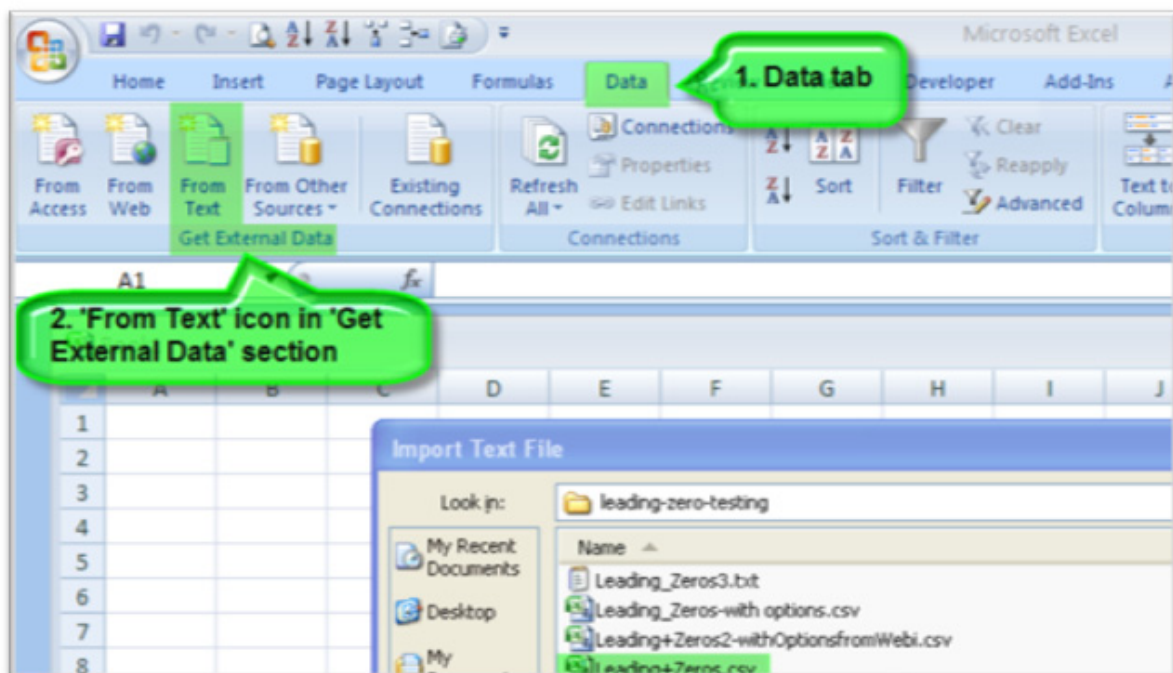 Microsoft Excel
Home Insert Page Layout Formulas Data Developer Add-Ins
1. Data tab
Connections
Properties
Edit Links
Clear
Reapply
Advanced
From Access
From Web
From Text
From Other Sources
Existing Connections
Refresh All
Sort
Filter
Text to
Get External Data Connections Sort & Filter
A1 fx
2. 'From Text' icon in 'Get
External Data' section
A B C D E F G H I J
1
2
3
4
5
6
7
8
Import Text File
Look in: leading-zero-testing
My Recent
Documents
Desktop
My
Name
Leading_Zeros3.txt
Leading_Zeros-with options.csv
Leading+Zeros2-withOptionsfromWebi.csv
Leading+Zeros.csv